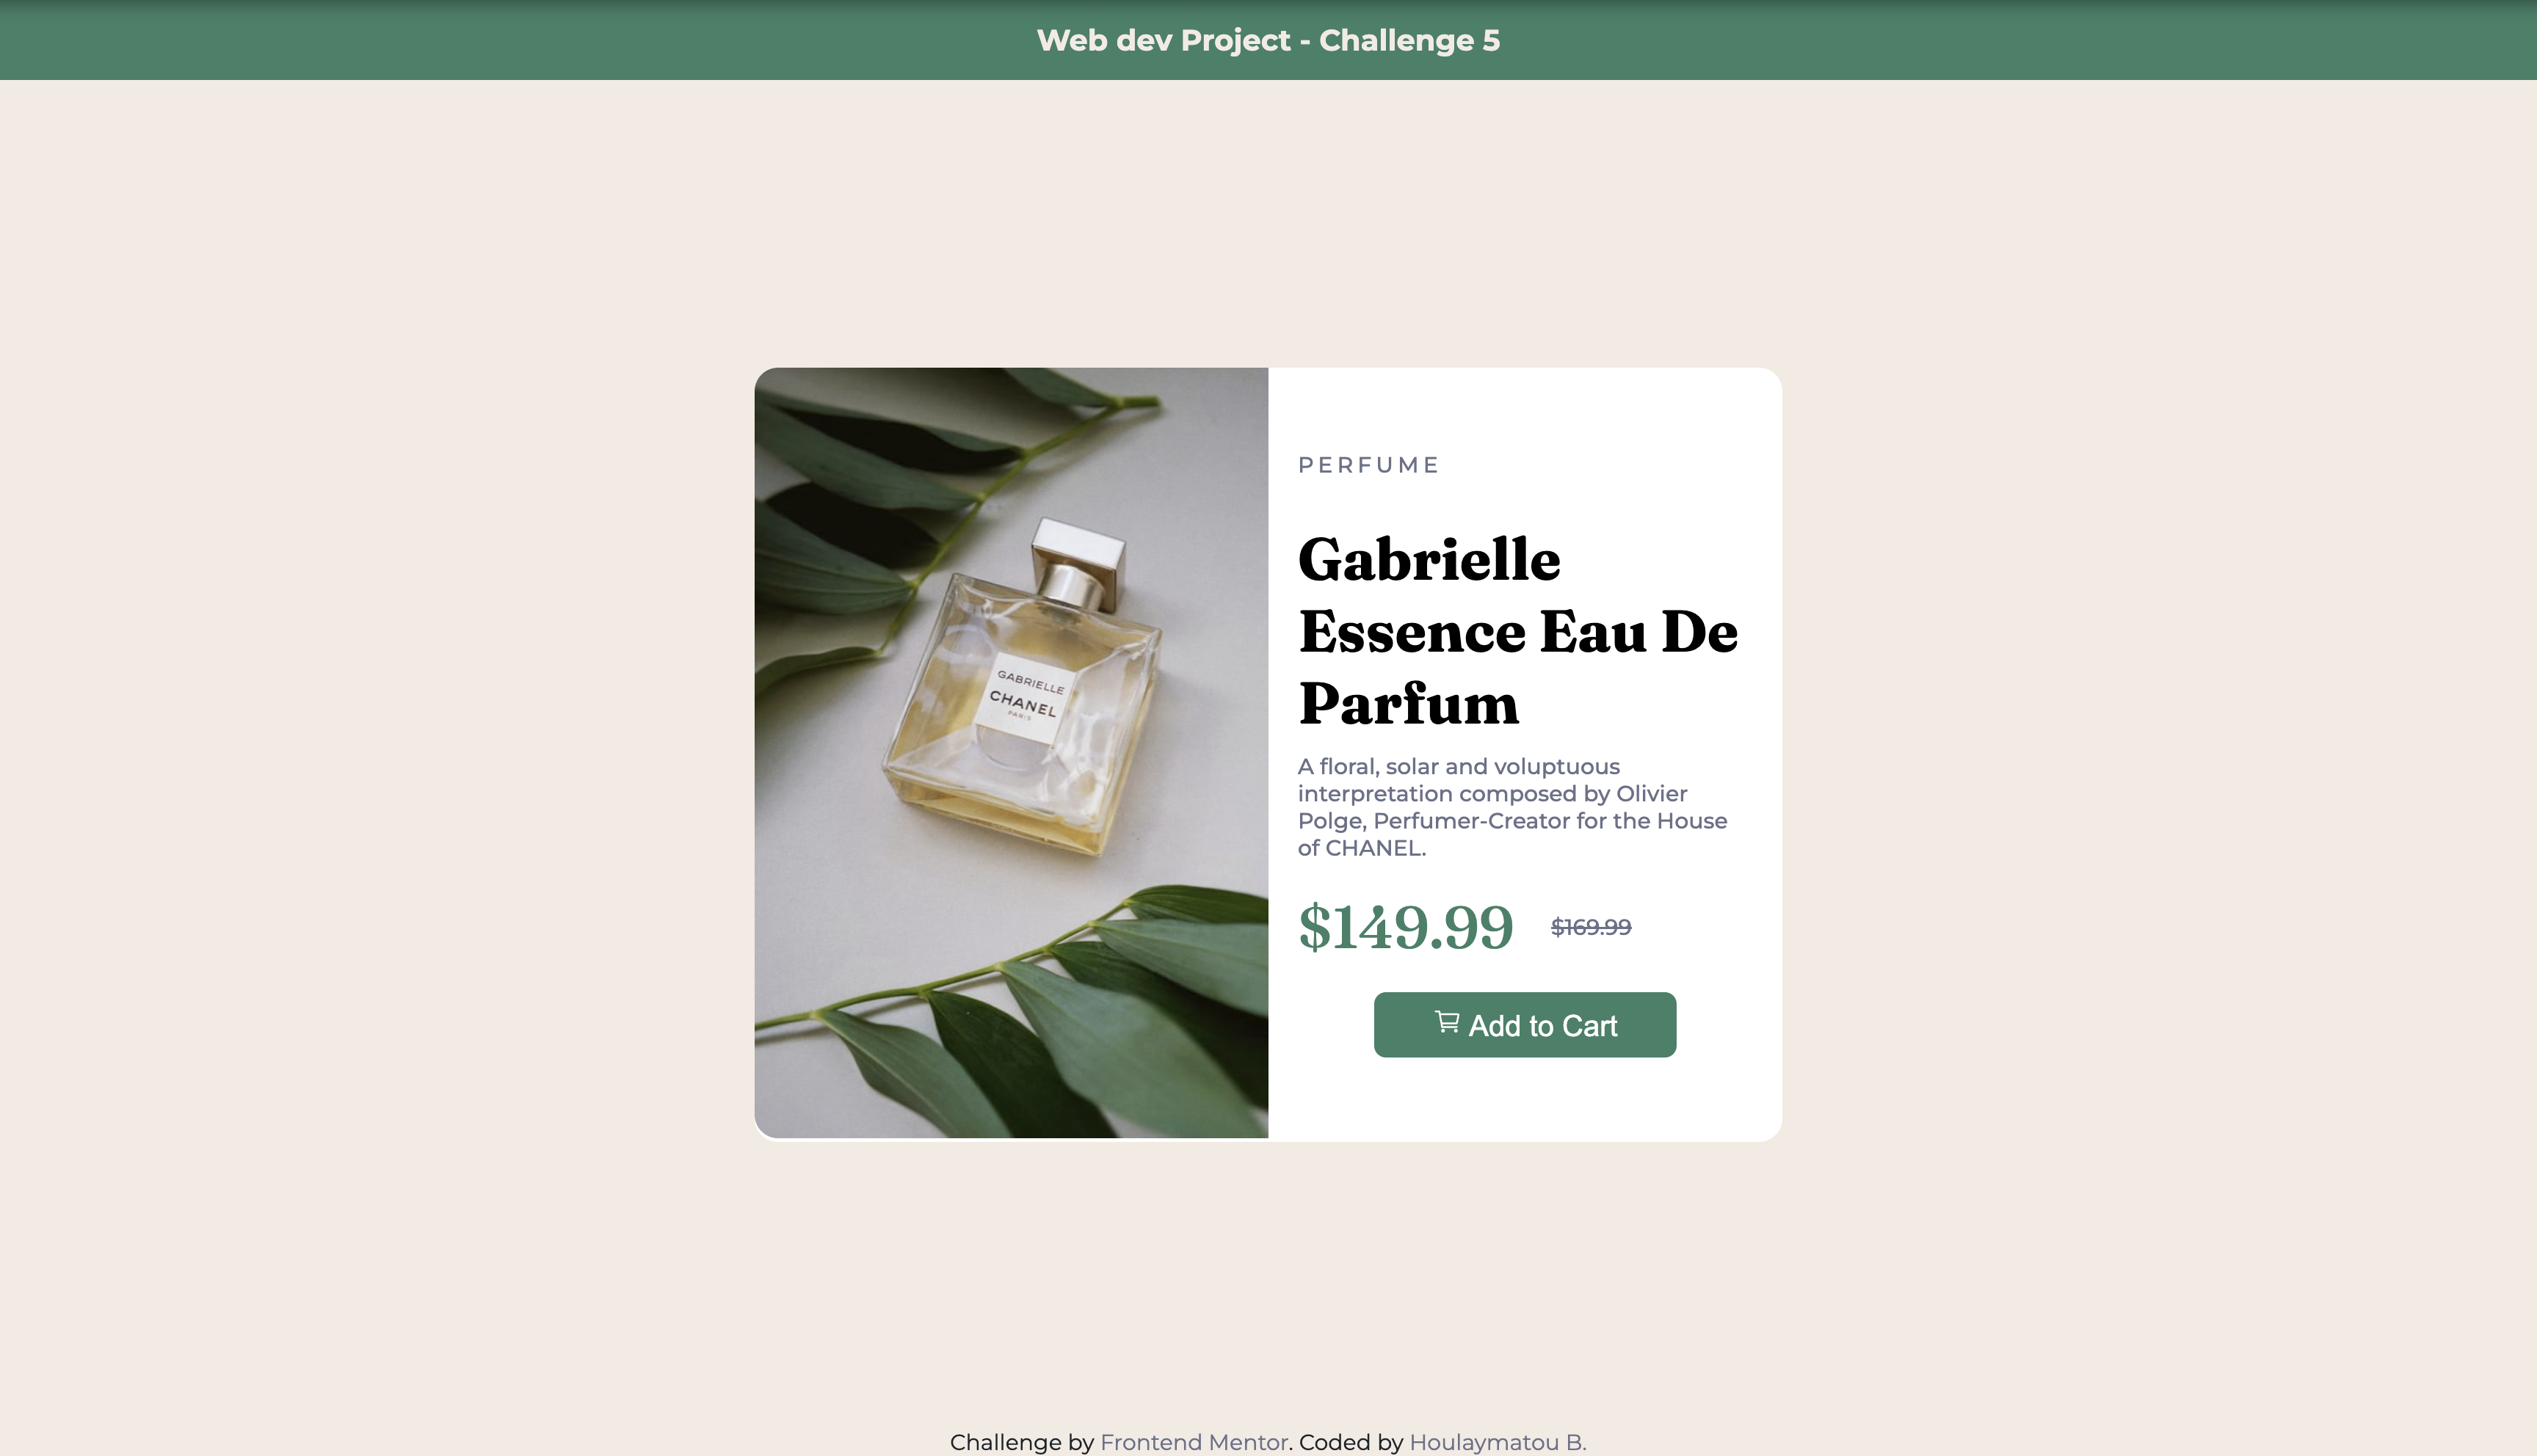 Web dev Project - Challenge 5
GABRIELLE
CHANEL
PARIS
PERFUME
Gabrielle
Essence Eau De
Parfum
A floral, solar and voluptuous
interpretation composed by Olivier
Polge, Perfumer-Creator for the House
of CHANEL.
$149.99 $169.99
Add to Cart
Challenge by Frontend Mentor. Coded by Houlaymatou B.